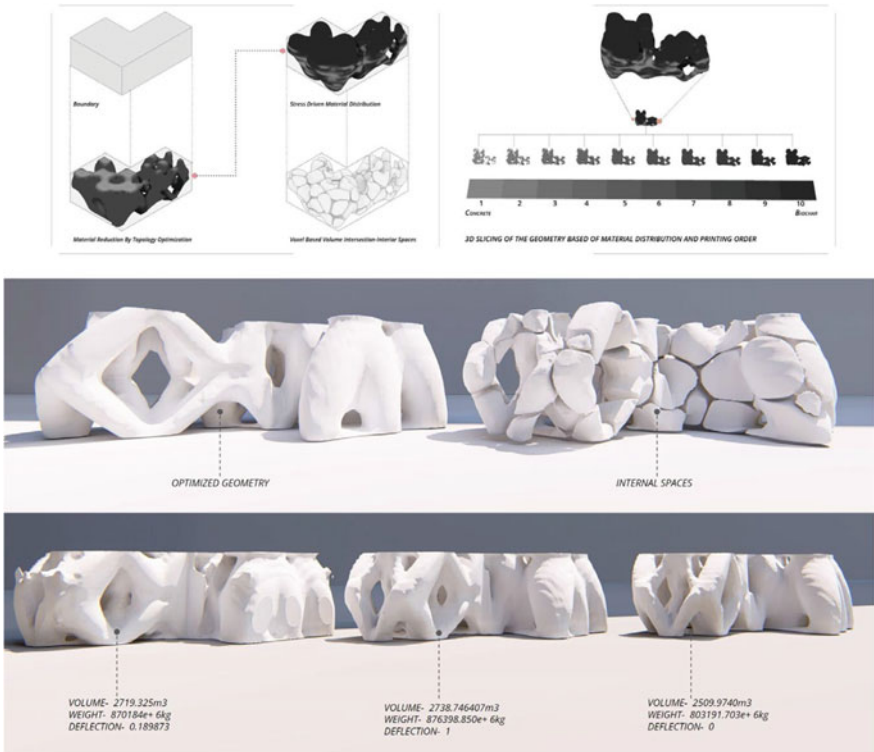 Boundary
Stress Driven Material Distribution
Material Reduction By Topology Optimization
Voxel Based Volume Intersection-Interior Spaces
1 2 3 4 5 6 7 8 9 10
CONCRETE BIOCHAR
3D SLICING OF THE GEOMETRY BASED OF MATERIAL DISTRIBUTION AND PRINTING ORDER
OPTIMIZED GEOMETRY
INTERNAL SPACES
VOLUME- 2719.325m3
WEIGHT- 870184e+ 6kg
DEFLECTION- 0.189873
VOLUME- 2738.746407m3
WEIGHT- 876398.850e+ 6kg
DEFLECTION- 1
VOLUME- 2509.9740m3
WEIGHT- 803191.703e+ 6kg
DEFLECTION- 0